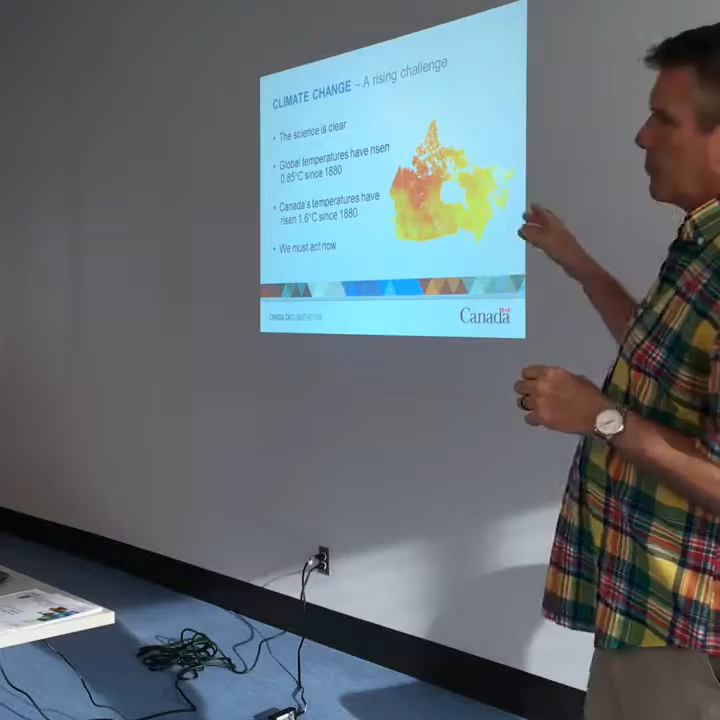 CLIMATE CHANGE – A rising challenge
• The science is clear
• Global temperatures have risen
0.85°C since 1880
• Canada's temperatures have
risen 1.6°C since 1880
• We must act now
Canada